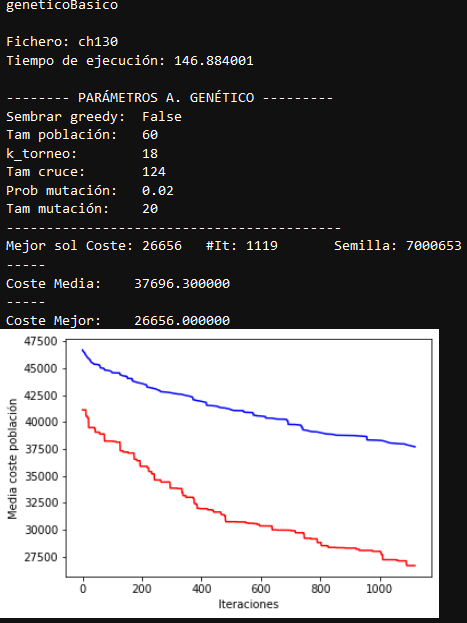 geneticoBasico
Fichero: ch130
Tiempo de ejecución: 146.884001
-------- PARÁMETROS A. GENÉTICO ---------
Sembrar greedy: False
Tam población: 60
k_torneo: 18
Tam cruce: 124
Prob mutación: 0.02
Tam mutación: 20
------------------------------------------
Mejor sol Coste: 26656 #It: 1119 Semilla: 7000653
-----
Coste Media: 37696.300000
-----
Coste Mejor: 26656.000000
Media coste población
47500
45000
42500
40000
37500
35000
32500
30000
27500
0 200 400 600 800 1000
Iteraciones